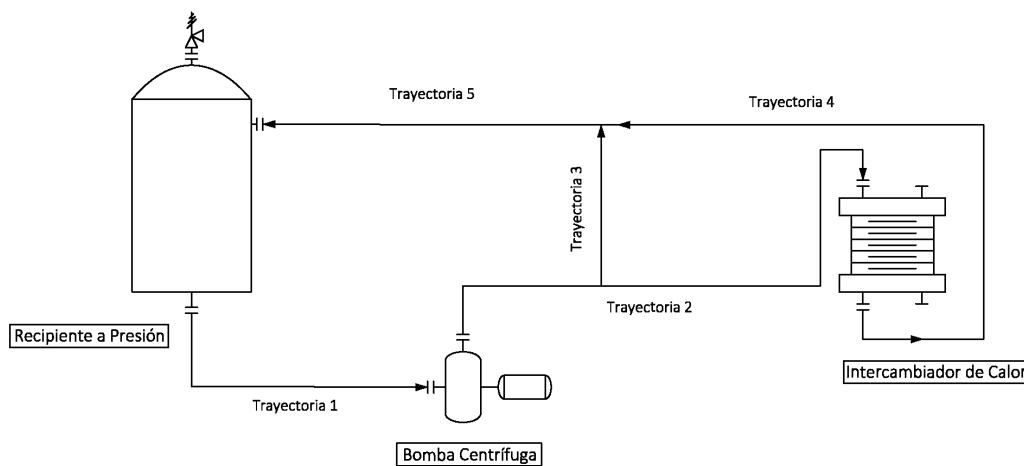 Trayectoria 5
Trayectoria 4
Trayectoria 3
Trayectoria 2
Recipiente a Presión
Intercambiador de Calor
Trayectoria 1
Bomba Centrífuga